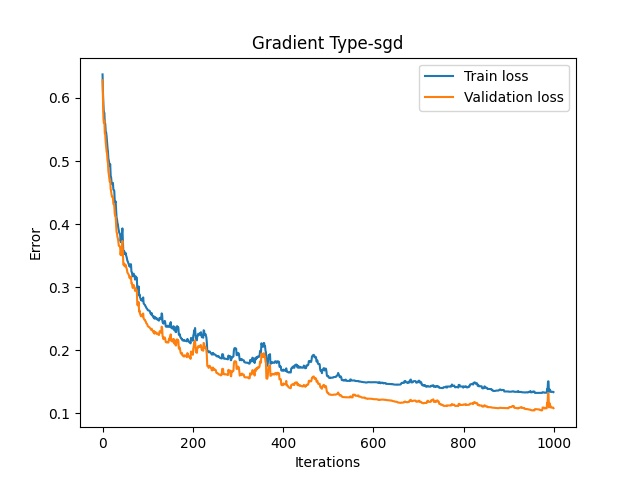 Gradient Type-sgd
Train loss
Validation loss
0.6
0.5
0.4
0.3
0.2
0.1
Error
0 200 400 600 800 1000
Iterations